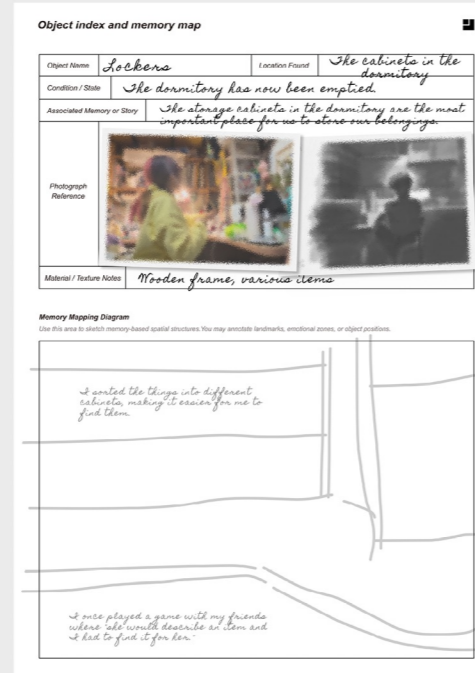 Object index and memory map
Object Name
Lockers
Location Found
The cabinets in the
dormitory
Condition / State
The dormitory has now been emptied.
Associated Memory or Story
The storage cabinets in the dormitory are the most
important place for us to store our belongings.
Photograph
Reference
Material / Texture Notes
Wooden frame, various items
Memory Mapping Diagram
Use this area to sketch memory-based spatial structures. You may annotate landmarks, emotional zones, or object positions.
I sorted the things into different
cabinets, making it easier for me to
find them.
I once played a game with my friends
where "she would describe an item and
I had to find it for her."